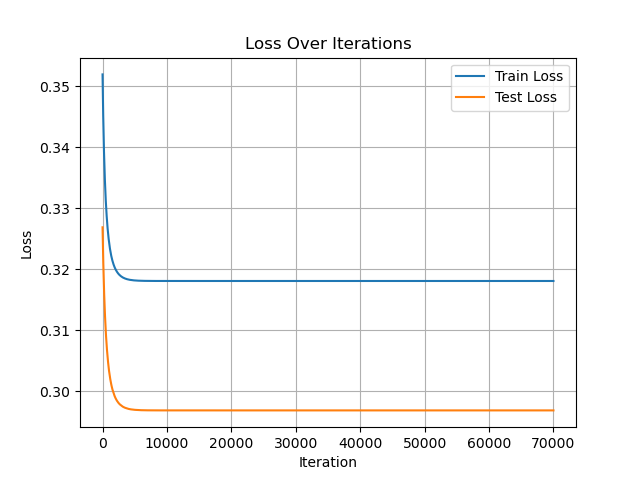 Loss Over Iterations
Train Loss
Test Loss
0.35
0.34
0.33
0.32
0.31
0.30
Loss
0 10000 20000 30000 40000 50000 60000 70000
Iteration